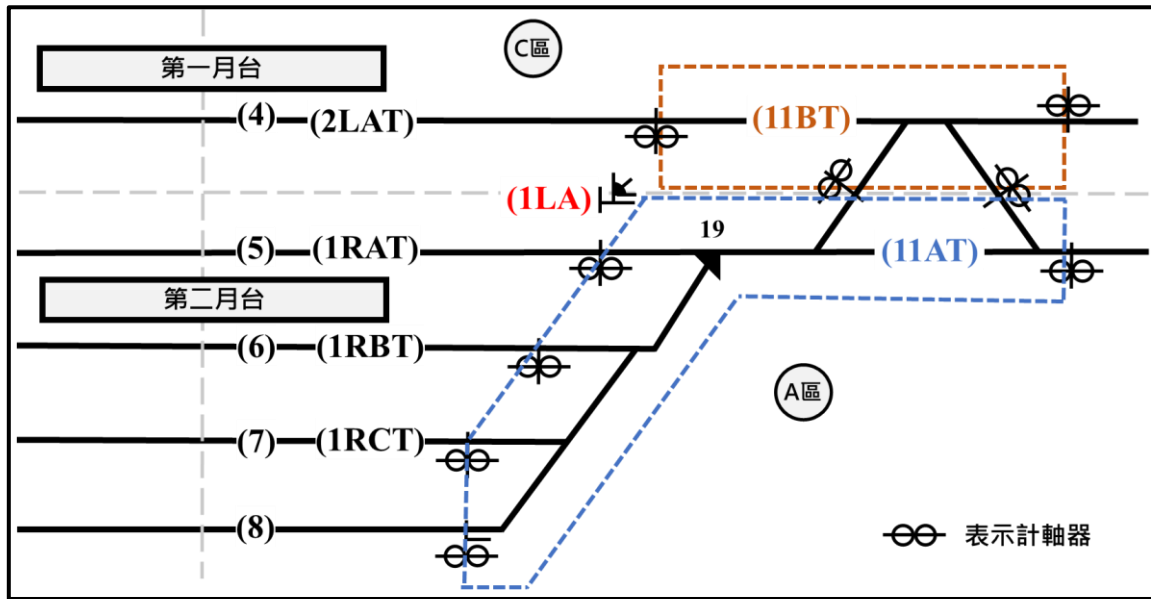 C區
第一月台
(4) (2LAT) (11BT)
(1LA)
19
(5) (1RAT) (11AT)
第二月台
(6) (1RBT)
A區
(7) (1RCT)
(8)
表示計軸器